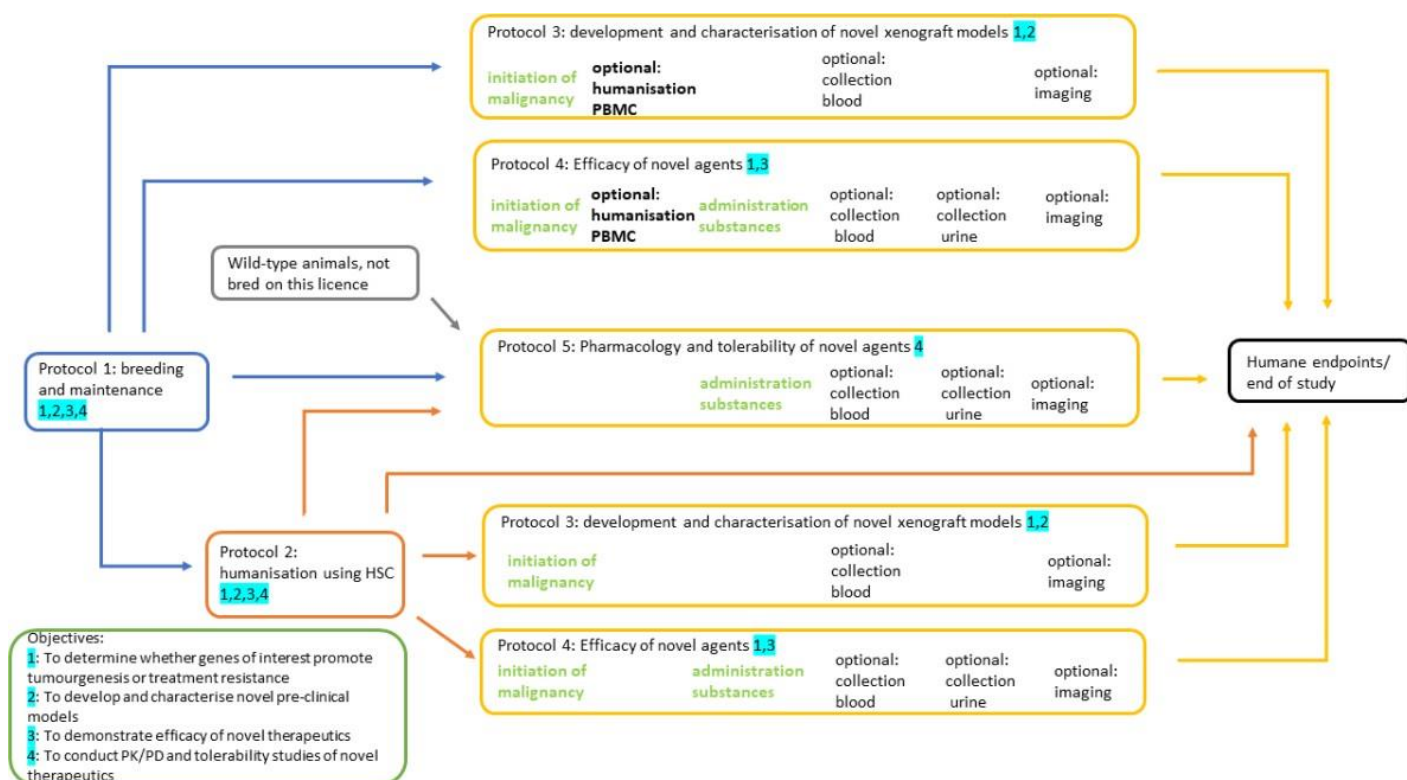 Protocol 3: development and characterisation of novel xenograft models 1,2
initiation of
malignancy
optional:
humanisation
PBMC
optional:
collection
blood
optional:
imaging
Protocol 4: Efficacy of novel agents 1,3
initiation of
malignancy
optional:
humanisation
PBMC
administration
substances
optional:
collection
blood
optional:
collection
urine
optional:
imaging
Wild-type animals, not
bred on this licence
Protocol 1: breeding
and maintenance
1,2,3,4
Protocol 5: Pharmacology and tolerability of novel agents 4
administration
substances
optional:
collection
blood
optional:
collection
urine
optional:
imaging
Humane endpoints/
end of study
Protocol 2:
humanisation using HSC
1,2,3,4
Protocol 3: development and characterisation of novel xenograft models 1,2
initiation of
malignancy
optional:
collection
blood
optional:
imaging
Protocol 4: Efficacy of novel agents 1,3
initiation of
malignancy
administration
substances
optional:
collection
blood
optional:
collection
urine
optional:
imaging
Objectives:
1: To determine whether genes of interest promote
tumourgenesis or treatment resistance
2: To develop and characterise novel pre-clinical
models
3: To demonstrate efficacy of novel therapeutics
4: To conduct PK/PD and tolerability studies of novel
therapeutics